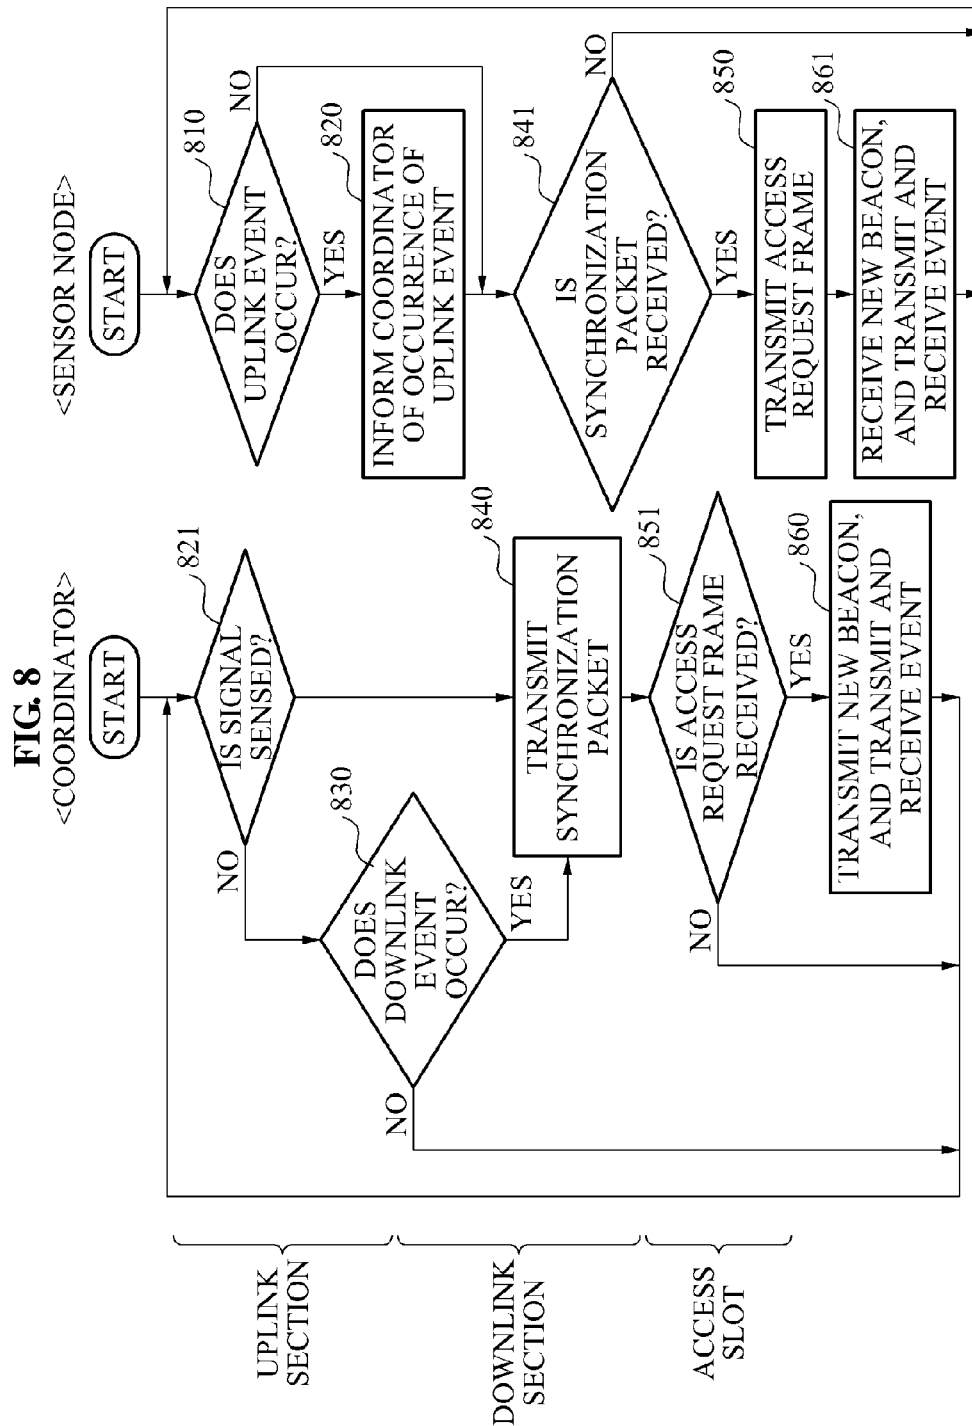 FIG. 8
<COORDINATOR>
START
IS SIGNAL
SENSED?
821
NO
DOES
DOWNLINK
EVENT
OCCUR?
830
NO
YES
TRANSMIT
SYNCHRONIZATION
PACKET
840
IS ACCESS
REQUEST FRAME
RECEIVED?
851
NO
YES
TRANSMIT NEW BEACON,
AND TRANSMIT AND
RECEIVE EVENT
860
<SENSOR NODE>
START
DOES
UPLINK EVENT
OCCUR?
810
NO
YES
INFORM COORDINATOR
OF OCCURRENCE OF
UPLINK EVENT
820
IS
SYNCHRONIZATION
PACKET
RECEIVED?
841
NO
YES
TRANSMIT ACCESS
REQUEST FRAME
850
RECEIVE NEW BEACON,
AND TRANSMIT AND
RECEIVE EVENT
861
UPLINK
SECTION
DOWNLINK
SECTION
ACCESS
SLOT